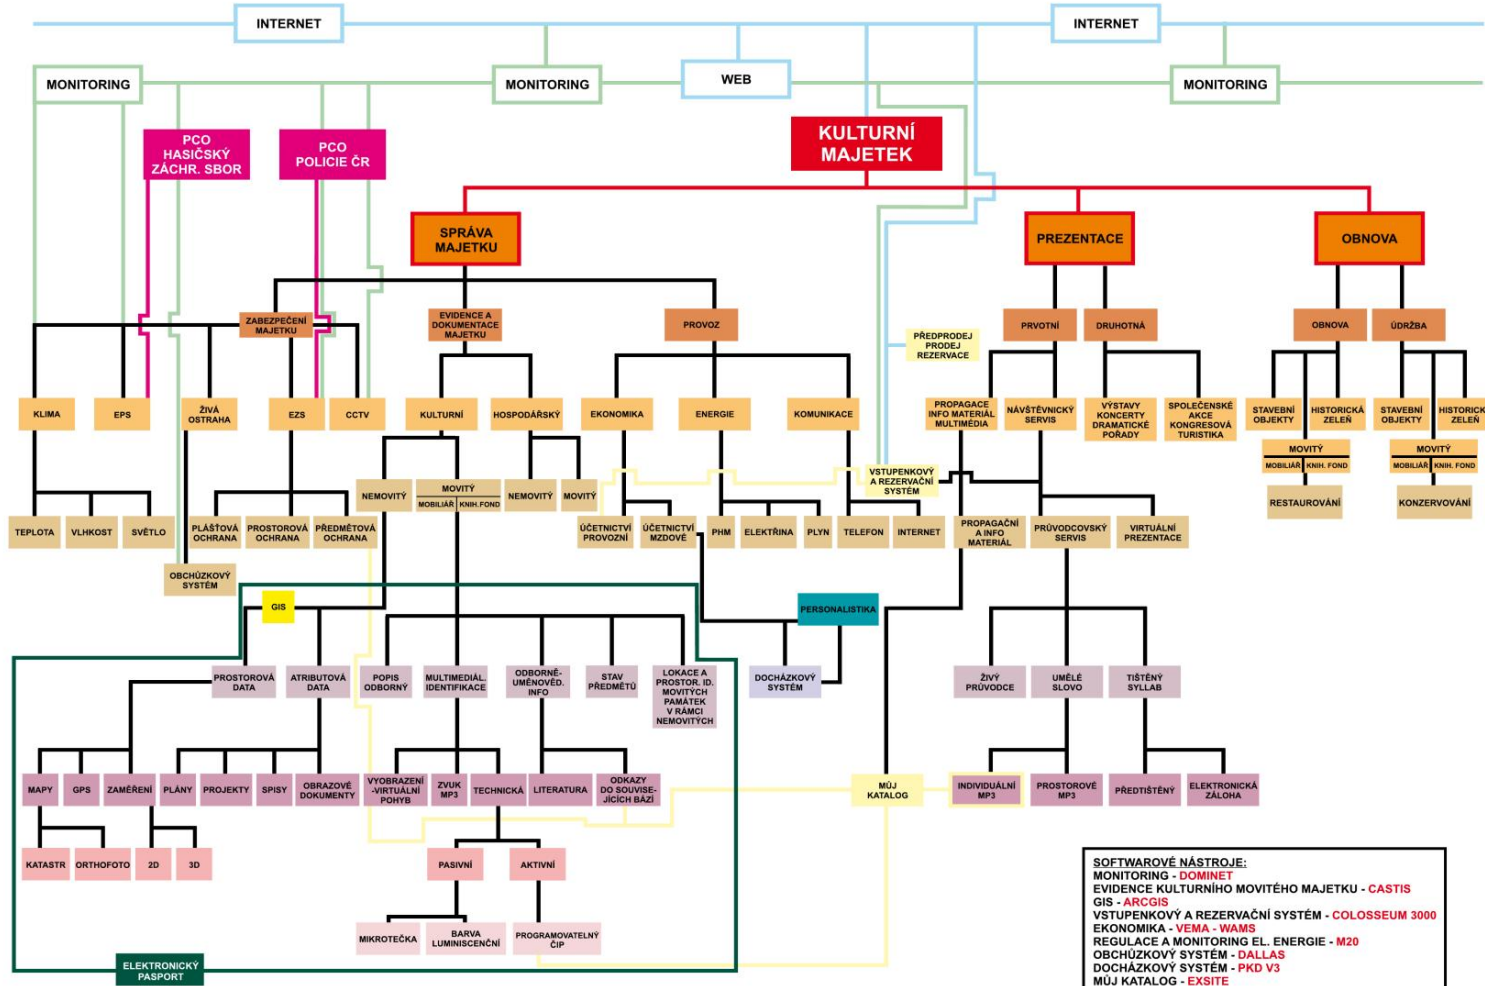 INTERNET
INTERNET
MONITORING
MONITORING
WEB
MONITORING
PCO
HASIČSKÝ
ZÁCHR. SBOR
PCO
POLICIE ČR
KULTURNÍ
MAJETEK
SPRÁVA
MAJETKU
PREZENTACE
OBNOVA
ZABEZPEČENÍ
MAJETKU
EVIDENCE A
DOKUMENTACE
MAJETKU
PROVOZ
PŘEDPRODEJ
PRODEJ
REZERVACE
PRVOTNÍ
DRUHOTNÁ
OBNOVA
ÚDRŽBA
KLIMA
EPS
ŽIVÁ
OSTRAHA
EZS
CCTV
KULTURNÍ
HOSPODÁŘSKÝ
EKONOMIKA
ENERGIE
KOMUNIKACE
PROPAGACE
INFO MATERIÁL
MULTIMÉDIA
NÁVŠTĚVNICKÝ
SERVIS
VÝSTAVY
KONCERTY
DRAMATICKÉ
POŘADY
SPOLEČENSKÉ
AKCE
KONGRESOVÁ
TURISTIKA
STAVEBNÍ
OBJEKTY
HISTORICKÁ
ZELEŇ
STAVEBNÍ
OBJEKTY
HISTORICK
ZELEŇ
MOVITÝ
MOBILIÁŘ
KNIH. FOND
MOVITÝ
MOBILIÁŘ
KNIH. FOND
RESTAUROVÁNÍ
KONZERVOVÁNÍ
NEMOVITÝ
MOVITÝ
MOBILIÁŘ
KNIH. FOND
NEMOVITÝ
MOVITÝ
VSTUPENKOVÝ
A REZERVAČNÍ
SYSTÉM
TEPLOTA
VLHKOST
SVĚTLO
PLÁŠŤOVÁ
OCHRANA
PROSTOROVÁ
OCHRANA
PŘEDMĚTOVÁ
OCHRANA
ÚČETNICTVÍ
PROVOZNÍ
ÚČETNICTVÍ
MZDOVÉ
PHM
ELEKTŘINA
PLYN
TELEFON
INTERNET
PROPAGAČNÍ
A INFO
MATERIÁL
PRŮVODCOVSKÝ
SERVIS
VIRTUÁLNÍ
PREZENTACE
OBCHŮZKOVÝ
SYSTÉM
GIS
PERSONALISTIKA
PROSTOROVÁ
DATA
ATRIBUTOVÁ
DATA
POPIS
ODBORNÝ
MULTIMEDIÁL.
IDENTIFIKACE
ODBORNĚ-
UMĚNOVĚD.
INFO
STAV
PŘEDMĚTŮ
LOKACE A
PROSTOR. ID.
MOVITÝCH
PAMÁTEK
V RÁMCI
NEMOVITÝCH
DOCHÁZKOVÝ
SYSTÉM
ŽIVÝ
PRŮVODCE
UMĚLÉ
SLOVO
TIŠTĚNÝ
SYLLAB
MAPY
GPS
ZAMĚŘENÍ
PLÁNY
PROJEKTY
SPISY
OBRAZOVÉ
DOKUMENTY
VYOBRAZENÍ
-VIRTUÁLNÍ
POHYB
ZVUK
MP3
TECHNICKÁ
LITERATURA
ODKAZY
DO SOUVISE-
JÍCÍCH BÁZÍ
MŮJ
KATALOG
INDIVIDUÁLNÍ
MP3
PROSTOROVÉ
MP3
PŘEDTIŠTĚNÝ
ELEKTRONICKÁ
ZÁLOHA
KATASTR
ORTHOFOTO
2D
3D
PASIVNÍ
AKTIVNÍ
MIKROTEČKA
BARVA
LUMINISCENČNÍ
PROGRAMOVATELNÝ
ČIP
ELEKTRONICKÝ
PASPORT
SOFTWAROVÉ NÁSTROJE:
MONITORING - DOMINET
EVIDENCE KULTURNÍHO MOVITÉHO MAJETKU - CASTIS
GIS - ARCGIS
VSTUPENKOVÝ A REZERVAČNÍ SYSTÉM - COLOSSEUM 3000
EKONOMIKA - VEMA - WAMS
REGULACE A MONITORING EL. ENERGIE - M20
OBCHŮZKOVÝ SYSTÉM - DALLAS
DOCHÁZKOVÝ SYSTÉM - PKD V3
MŮJ KATALOG - EXSITE